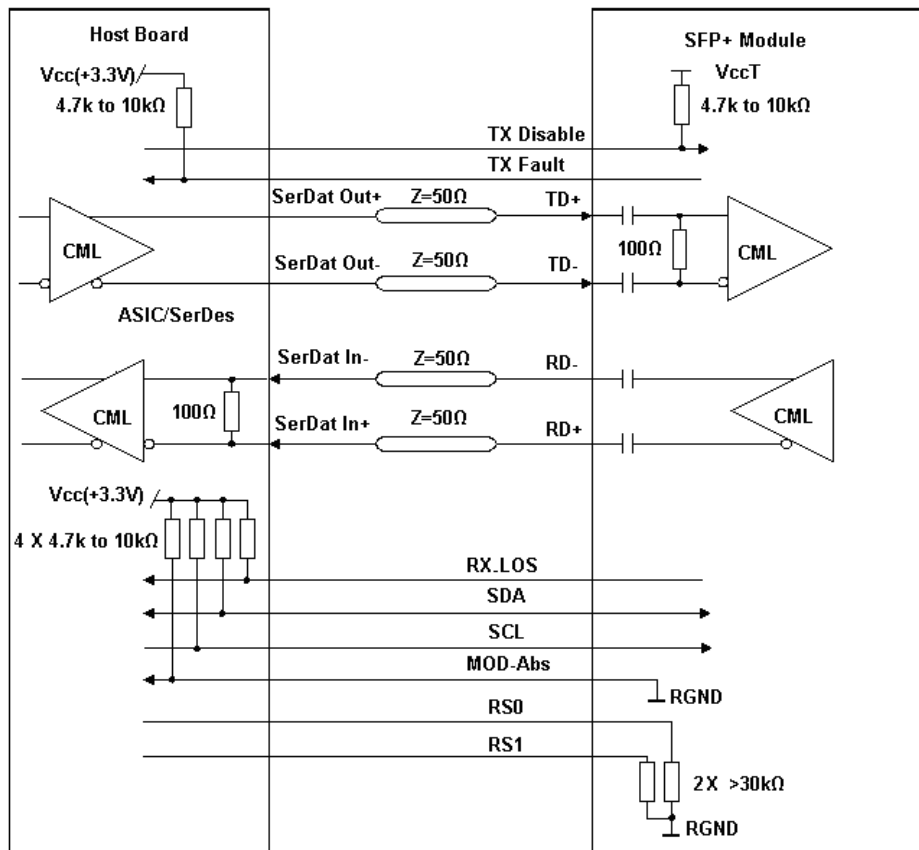 Host Board
SFP+ Module
Vcc(+3.3V)
4.7k to 10kΩ
VccT
4.7k to 10kΩ
TX Disable
TX Fault
SerDat Out+
Z=50Ω
TD+
CML
100Ω
CML
SerDat Out-
Z=50Ω
TD-
ASIC/SerDes
SerDat In-
Z=50Ω
RD-
CML
100Ω
SerDat In+
Z=50Ω
RD+
CML
Vcc(+3.3V)
4 X 4.7k to 10kΩ
RX.LOS
SDA
SCL
MOD-Abs
RGND
RS0
RS1
2X >30kΩ
RGND